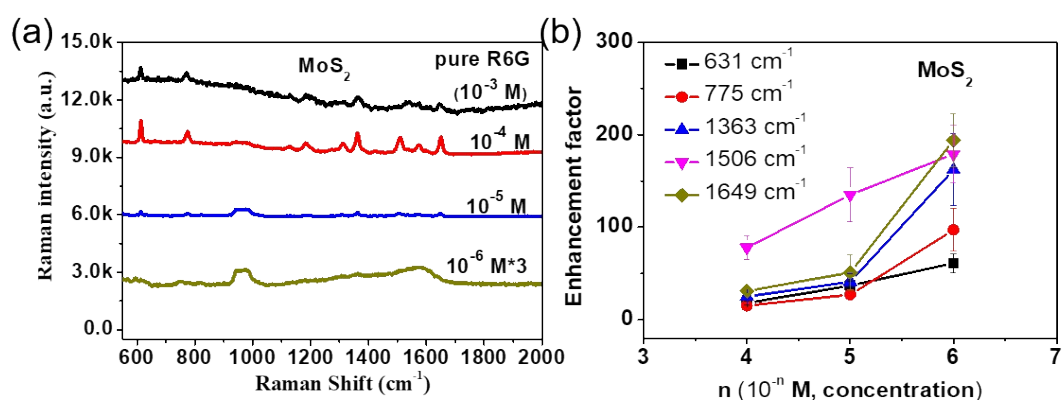 (a)
15.0k
12.0k
9.0k
6.0k
3.0k
0.0
Raman intensity (a.u.)
MoS₂
pure R6G
(10⁻³ M)
10⁻⁴ M
10⁻⁵ M
10⁻⁶ M*3
600 800 1000 1200 1400 1600 1800 2000
Raman Shift (cm⁻¹)
(b)
300
200
100
0
Enhancement factor
631 cm⁻¹
775 cm⁻¹
1363 cm⁻¹
1506 cm⁻¹
1649 cm⁻¹
MoS₂
3 4 5 6 7
n (10⁻ⁿ M, concentration)